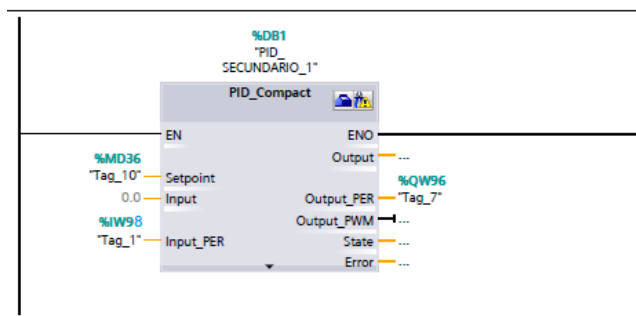 %DB1
"PID_
SECUNDARIO_1"
PID_Compact
EN ENO
Output ...
%MD36
"Tag_10" Setpoint
%QW96
0.0 Input Output_PER "Tag_7"
Output_PWM ...
%IW98
"Tag_1" Input_PER State ...
Error ...